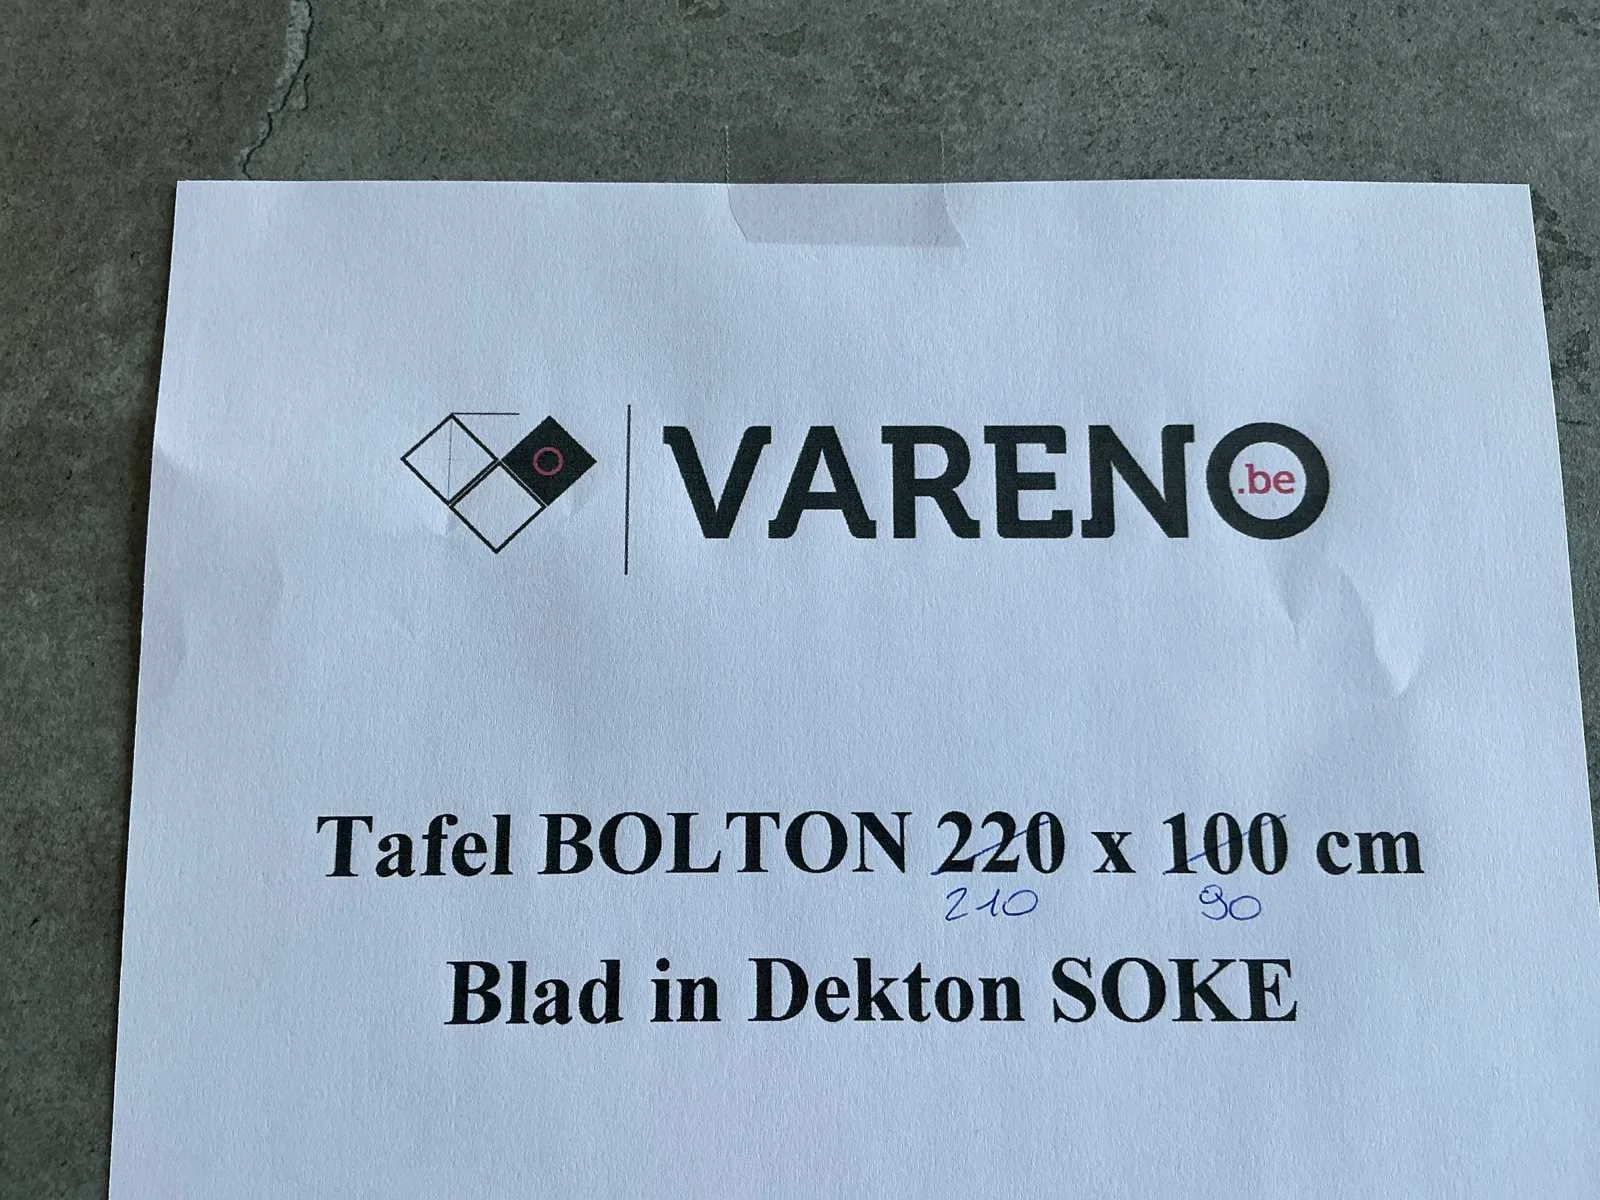 VARENO.be
Tafel BOLTON 220 x 100 cm
210 90
Blad in Dekton SOKE